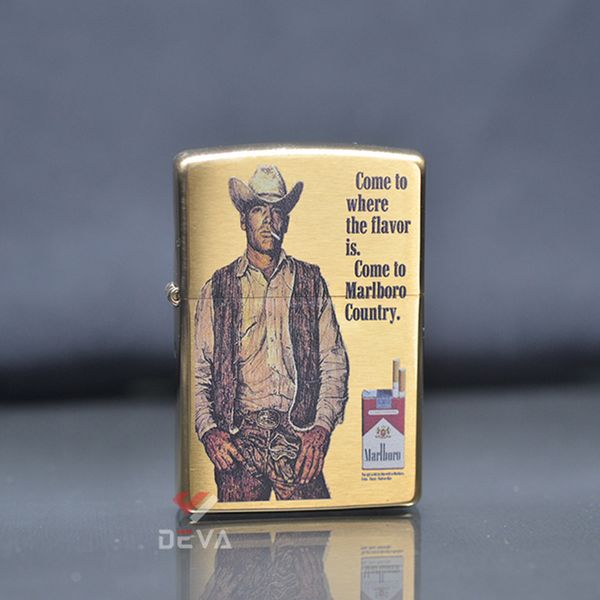 Come to
where
the flavor
is.
Come to
Marlboro
Country.
Marlboro
DEVA